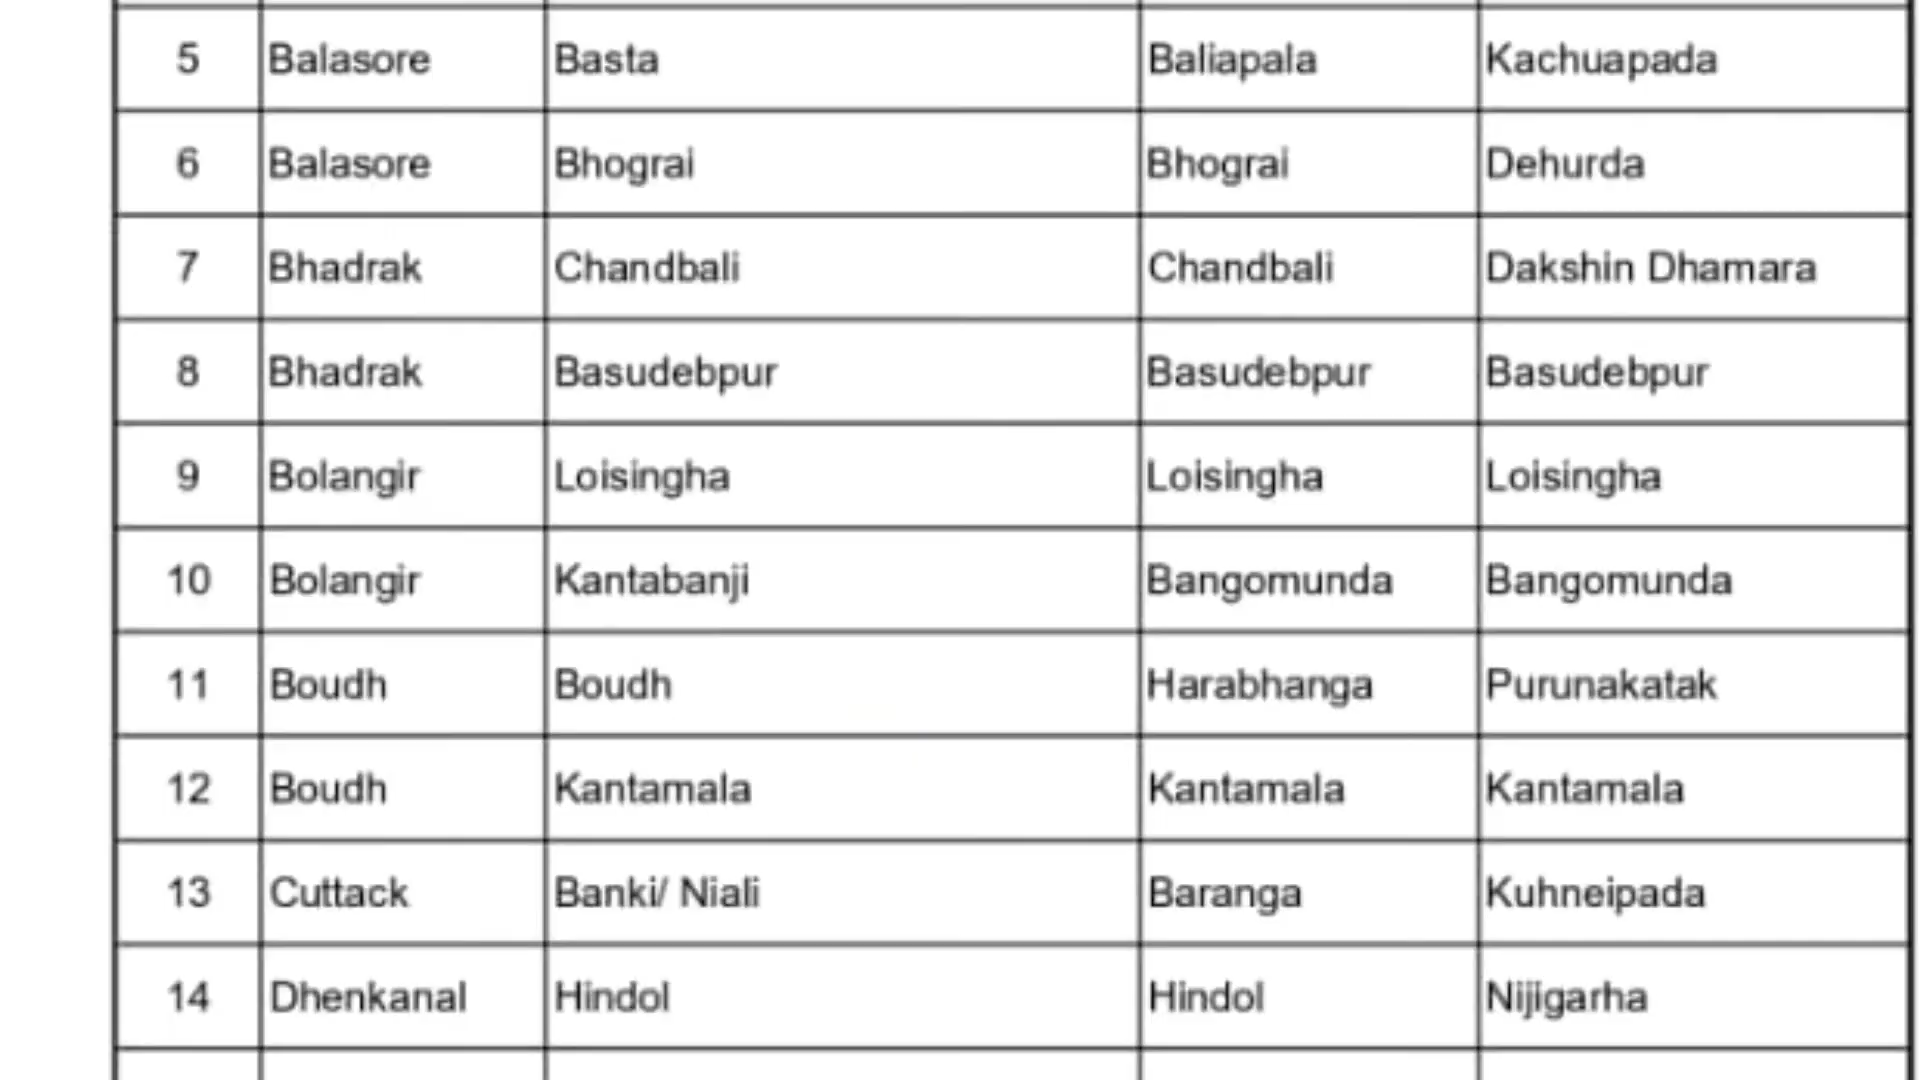 5 Balasore Basta Baliapala Kachuapada
6 Balasore Bhograi Bhograi Dehurda
7 Bhadrak Chandbali Chandbali Dakshin Dhamara
8 Bhadrak Basudebpur Basudebpur Basudebpur
9 Bolangir Loisingha Loisingha Loisingha
10 Bolangir Kantabanji Bangomunda Bangomunda
11 Boudh Boudh Harabhanga Purunakatak
12 Boudh Kantamala Kantamala Kantamala
13 Cuttack Banki/ Niali Baranga Kuhneipada
14 Dhenkanal Hindol Hindol Nijigarha